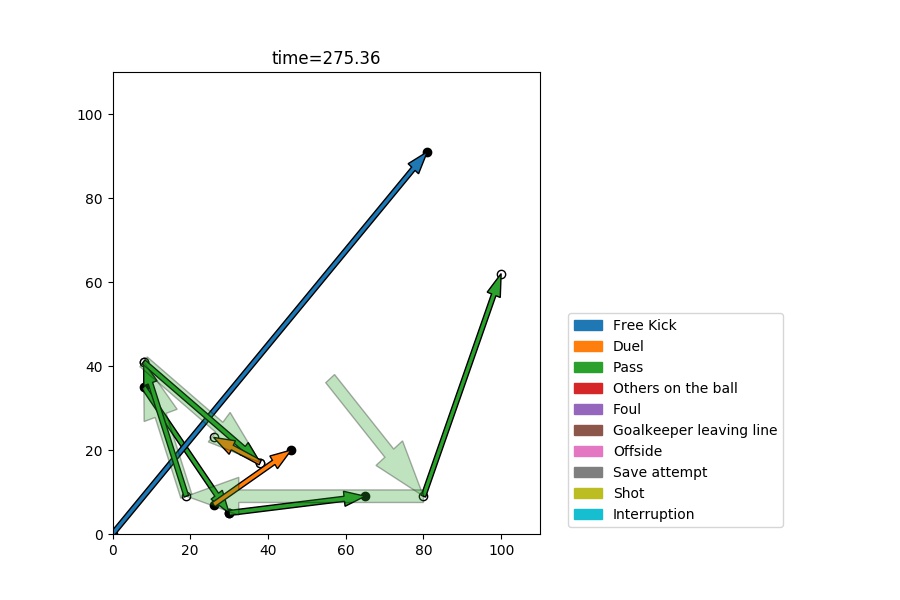 time=275.36
100
80
60
40
20
0
0 20 40 60 80 100
Free Kick
Duel
Pass
Others on the ball
Foul
Goalkeeper leaving line
Offside
Save attempt
Shot
Interruption